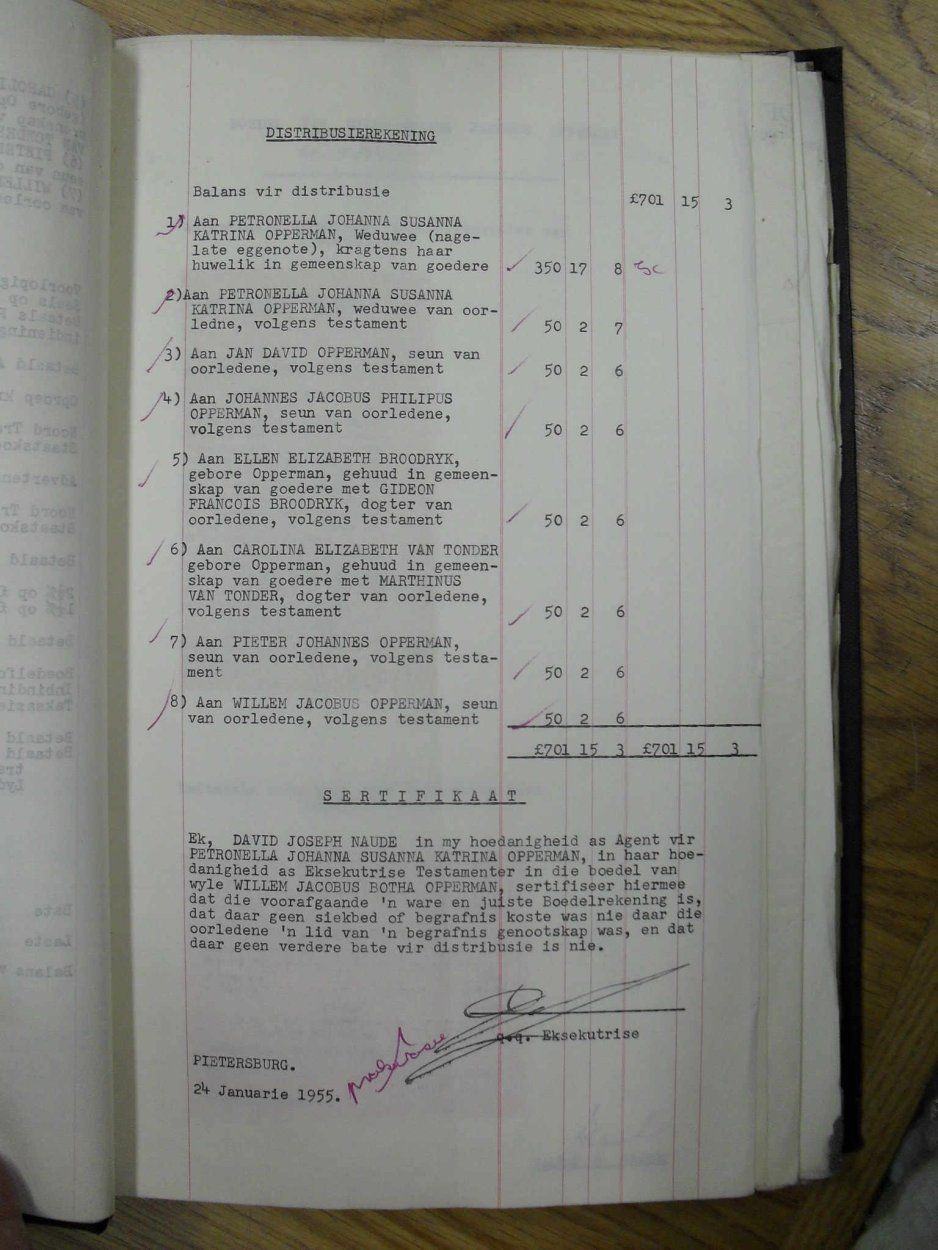 DISTRIBUSIEREKENING
Balans vir distribusie £701 15 3
1) Aan PETRONELLA JOHANNA SUSANNA
KATRINA OPPERMAN, Weduwee (nage-
late eggenote), kragtens haar
huwelik in gemeenskap van goedere 350 17 8
2)Aan PETRONELLA JOHANNA SUSANNA
KATRINA OPPERMAN, weduwee van oor-
ledne, volgens testament 50 2 7
3) Aan JAN DAVID OPPERMAN, seun van
oorledene, volgens testament 50 2 6
4) Aan JOHANNES JACOBUS PHILIPUS
OPPERMAN, seun van oorledene,
volgens testament 50 2 6
5) Aan ELLEN ELIZABETH BROODRYK,
gebore Opperman, gehuud in gemeen-
skap van goedere met GIDEON
FRANCOIS BROODRYK, dogter van
oorledene, volgens testament 50 2 6
6) Aan CAROLINA ELIZABETH VAN TONDER
gebore Opperman, gehuud in gemeen-
skap van goedere met MARTHINUS
VAN TONDER, dogter van oorledene,
volgens testament 50 2 6
7) Aan PIETER JOHANNES OPPERMAN,
seun van oorledene, volgens testa-
ment 50 2 6
8) Aan WILLEM JACOBUS OPPERMAN, seun
van oorledene, volgens testament 50 2 6
£701 15 3 £701 15 3
SERTIFIKAAT
Ek, DAVID JOSEPH NAUDE in my hoedanigheid as Agent vir
PETRONELLA JOHANNA SUSANNA KATRINA OPPERMAN, in haar hoe-
danigheid as Eksekutrise Testamenter in die boedel van
wyle WILLEM JACOBUS BOTHA OPPERMAN, sertifiseer hiermee
dat die voorafgaande 'n ware en juiste Boedelrekening is,
dat daar geen siekbed of begrafnis koste was nie daar die
oorledene 'n lid van 'n begrafnis genootskap was, en dat
daar geen verdere bate vir distribusie is nie.
q.q. Eksekutrise
PIETERSBURG.
24 Januarie 1955.